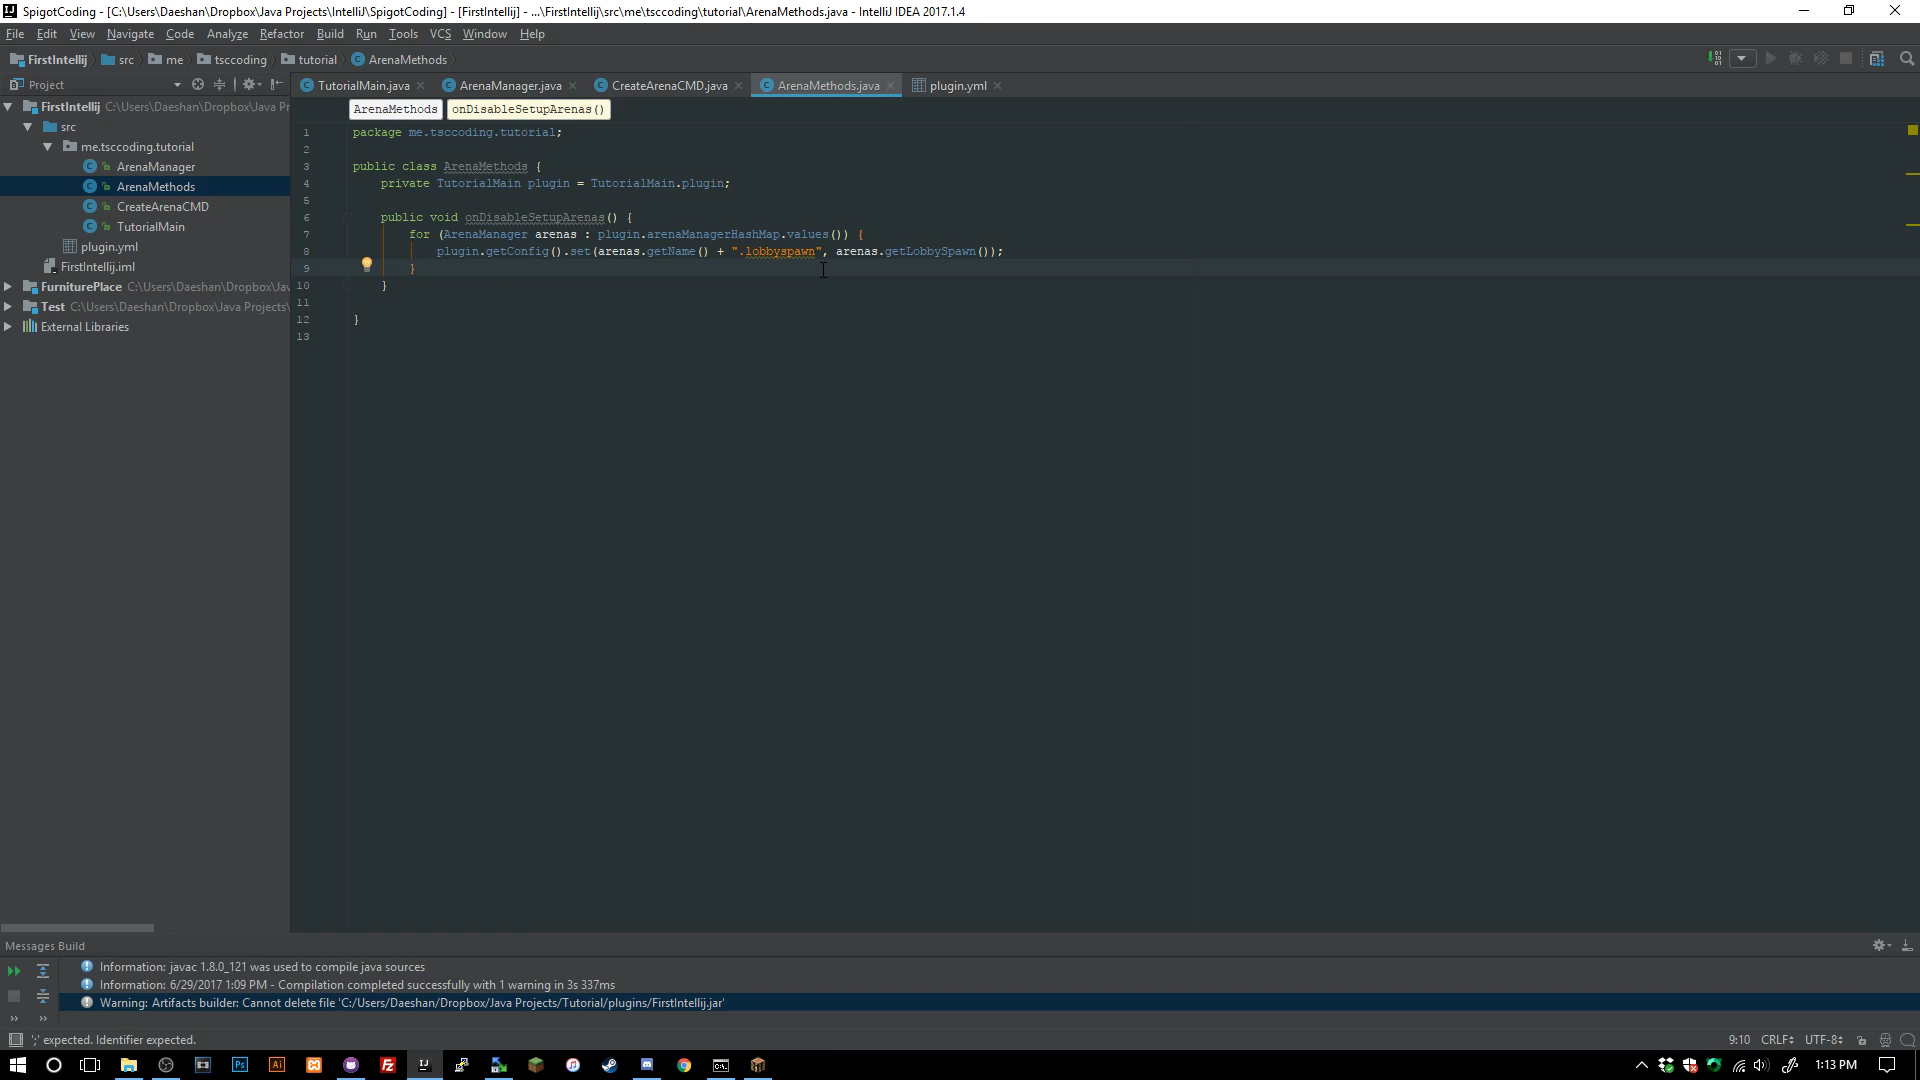 SpigotCoding - [C:\Users\Daeshan\Dropbox\Java Projects\IntelliJ\SpigotCoding] - [FirstIntellij] - ...\FirstIntellij\src\me\tsccoding\tutorial\ArenaMethods.java - IntelliJ IDEA 2017.1.4
File Edit View Navigate Code Analyze Refactor Build Run Tools VCS Window Help
FirstIntellij src me tsccoding tutorial ArenaMethods
Project
TutorialMain.java ArenaManager.java CreateArenaCMD.java ArenaMethods.java plugin.yml
FirstIntellij C:\Users\Daeshan\Dropbox\Java Pr
src
me.tsccoding.tutorial
ArenaManager
ArenaMethods
CreateArenaCMD
TutorialMain
plugin.yml
FirstIntellij.iml
FurniturePlace C:\Users\Daeshan\Dropbox\Jav
Test C:\Users\Daeshan\Dropbox\Java Projects\
External Libraries
ArenaMethods onDisableSetupArenas()
1 package me.tsccoding.tutorial;
2
3 public class ArenaMethods {
4 private TutorialMain plugin = TutorialMain.plugin;
5
6 public void onDisableSetupArenas() {
7 for (ArenaManager arenas : plugin.arenaManagerHashMap.values()) {
8 plugin.getConfig().set(arenas.getName() + ".lobbyspawn", arenas.getLobbySpawn());
9 }
10 }
11
12 }
13
Messages Build
Information: javac 1.8.0_121 was used to compile java sources
Information: 6/29/2017 1:09 PM - Compilation completed successfully with 1 warning in 3s 337ms
Warning: Artifacts builder: Cannot delete file 'C:/Users/Daeshan/Dropbox/Java Projects/Tutorial/plugins/FirstIntellij.jar'
';' expected. Identifier expected.
9:10 CRLF UTF-8
1:13 PM